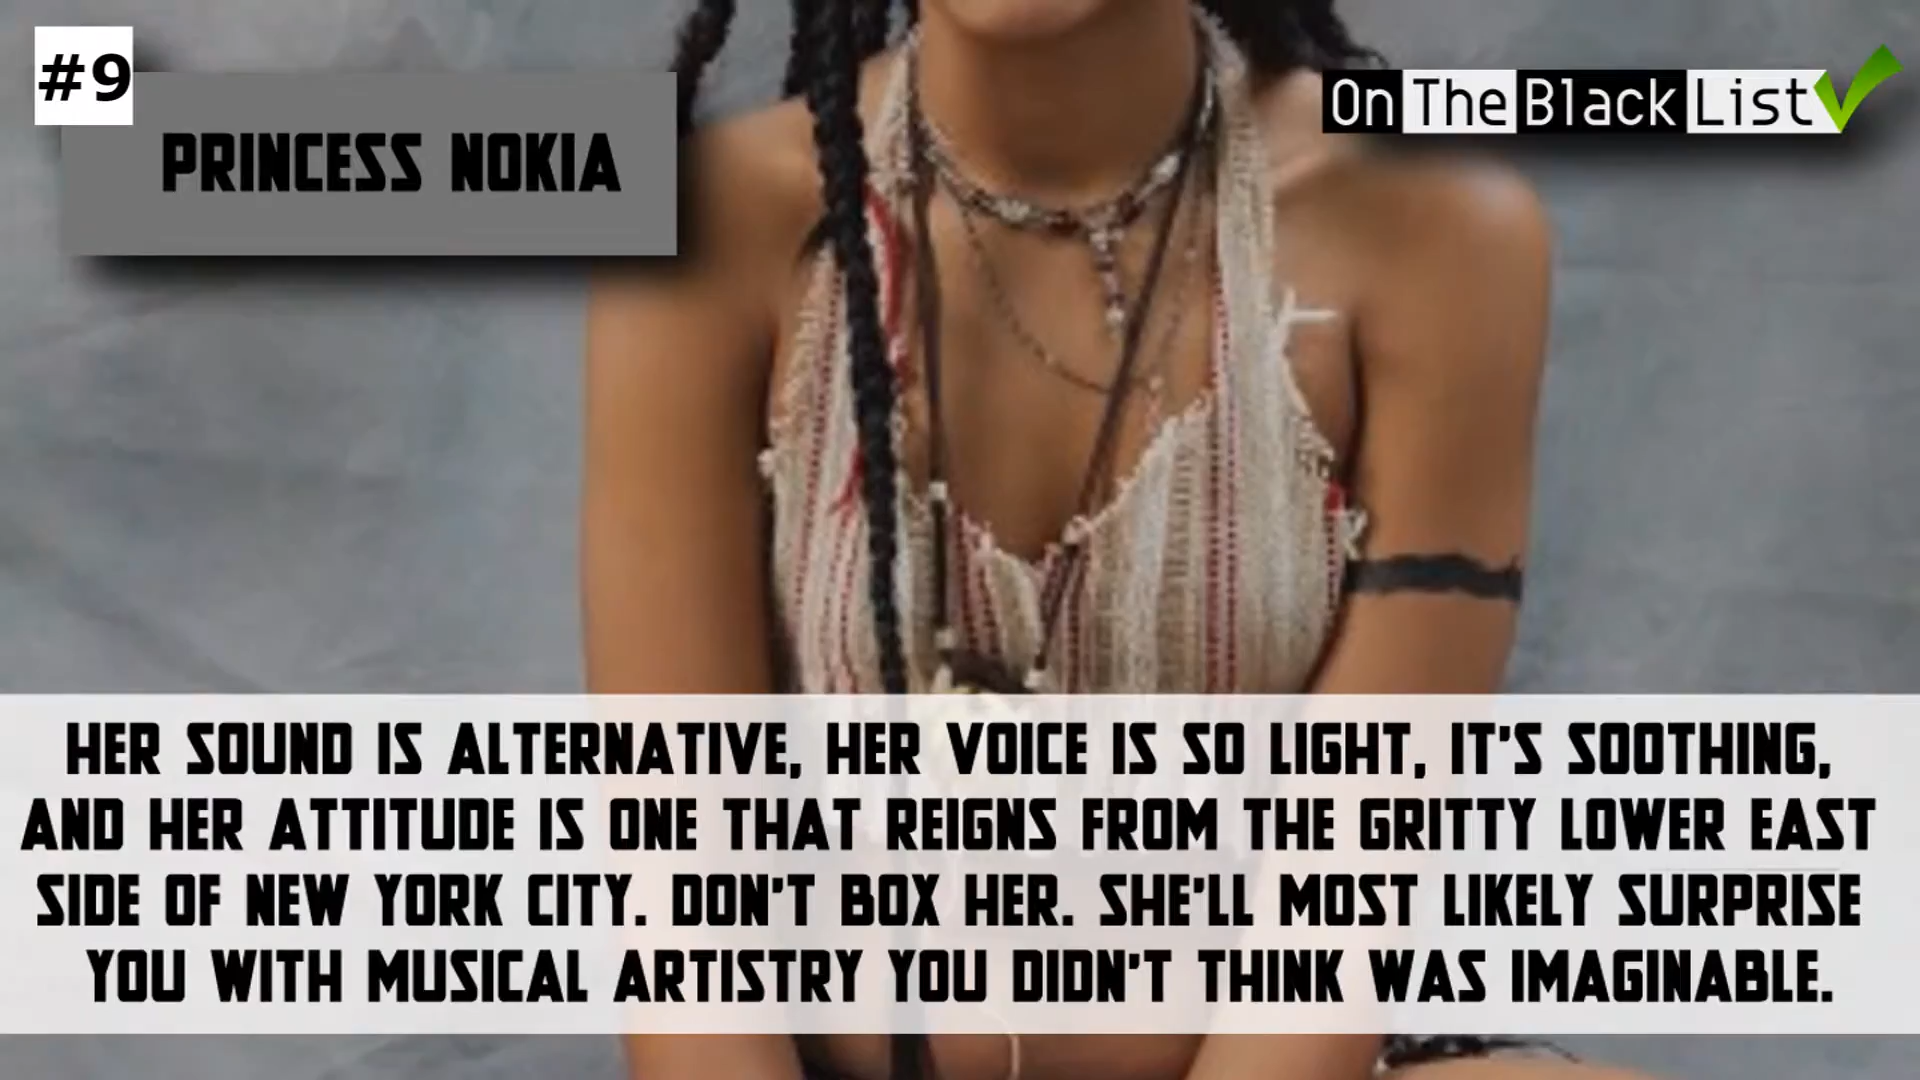 #9
PRINCESS NOKIA
On The Black List
HER SOUND IS ALTERNATIVE, HER VOICE IS SO LIGHT, IT'S SOOTHING,
AND HER ATTITUDE IS ONE THAT REIGNS FROM THE GRITTY LOWER EAST
SIDE OF NEW YORK CITY. DON'T BOX HER. SHE'LL MOST LIKELY SURPRISE
YOU WITH MUSICAL ARTISTRY YOU DIDN'T THINK WAS IMAGINABLE.